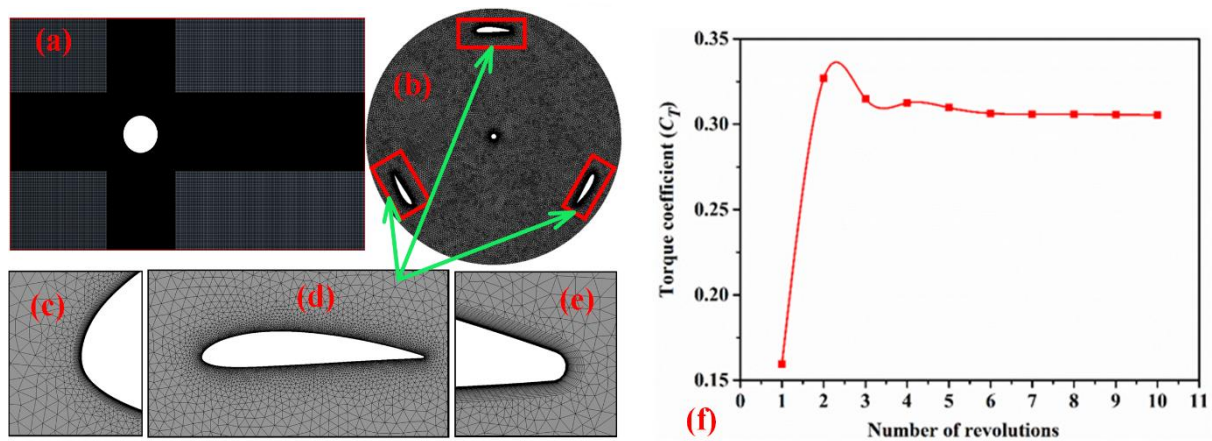 (a)
(b)
(c)
(d)
(e)
(f)
Torque coefficient (C_T)
0.35
0.30
0.25
0.20
0.15
0 1 2 3 4 5 6 7 8 9 10 11
Number of revolutions